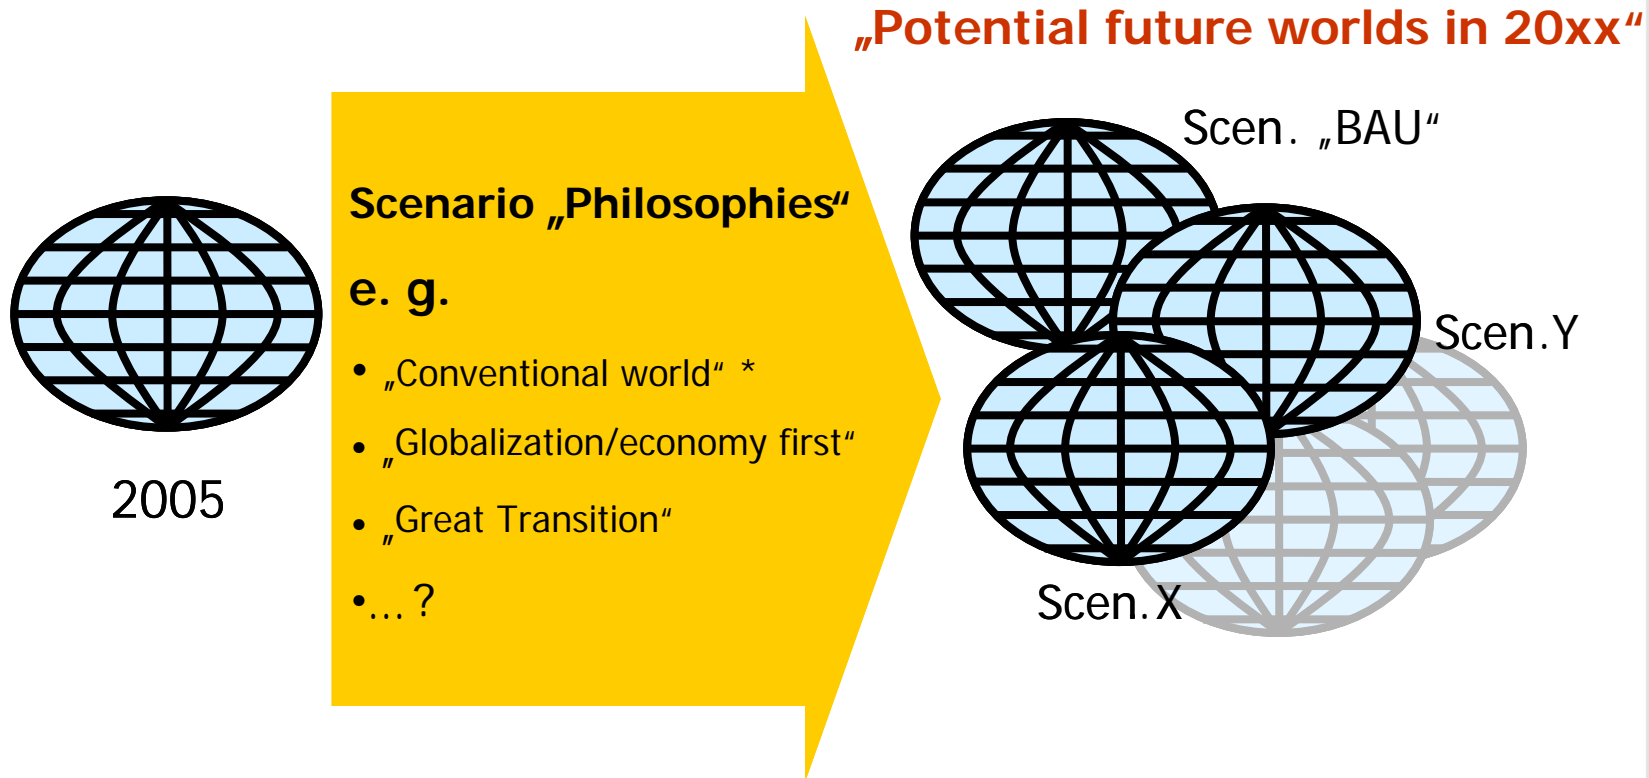 „Potential future worlds in 20xx“
Scen. „BAU“
Scenario „Philosophies“
e. g.
• „Conventional world“ *
• „Globalization/economy first“
• „Great Transition“
•…?
2005
Scen.Y
Scen.X